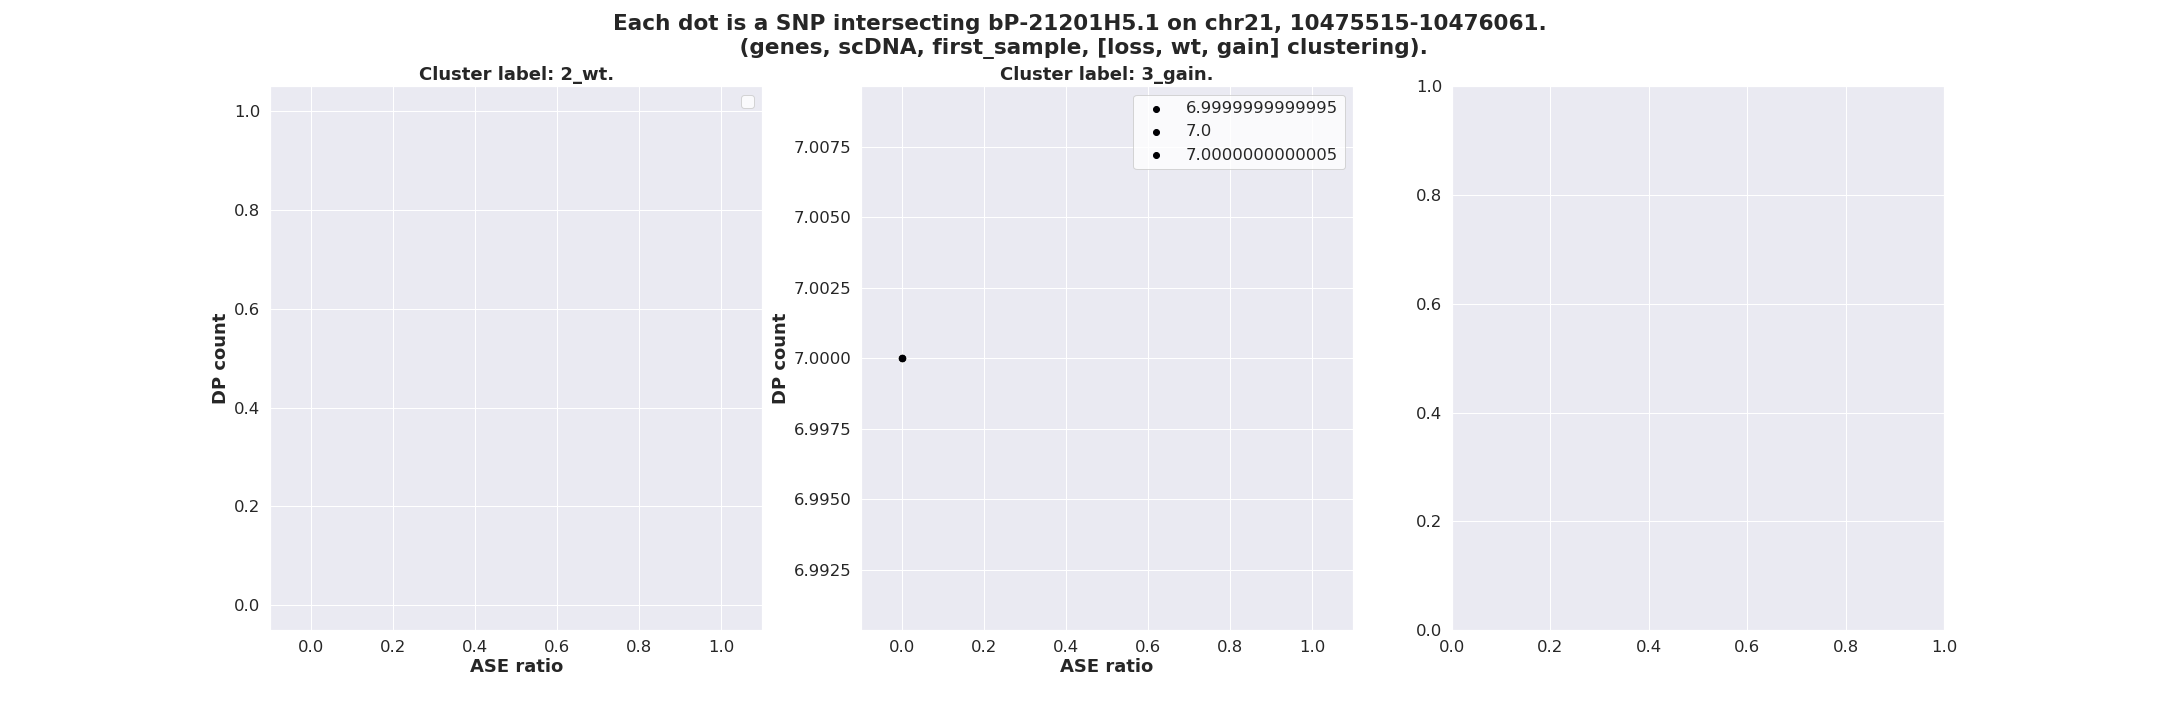 Each dot is a SNP intersecting bP-21201H5.1 on chr21, 10475515-10476061.
(genes, scDNA, first_sample, [loss, wt, gain] clustering).
Cluster label: 2_wt.
1.0
0.8
0.6
0.4
0.2
0.0
DP count
0.0 0.2 0.4 0.6 0.8 1.0
ASE ratio
Cluster label: 3_gain.
6.9999999999995
7.0
7.0000000000005
7.0075
7.0050
7.0025
7.0000
6.9975
6.9950
6.9925
DP count
0.0 0.2 0.4 0.6 0.8 1.0
ASE ratio
1.0
0.8
0.6
0.4
0.2
0.0
0.0 0.2 0.4 0.6 0.8 1.0